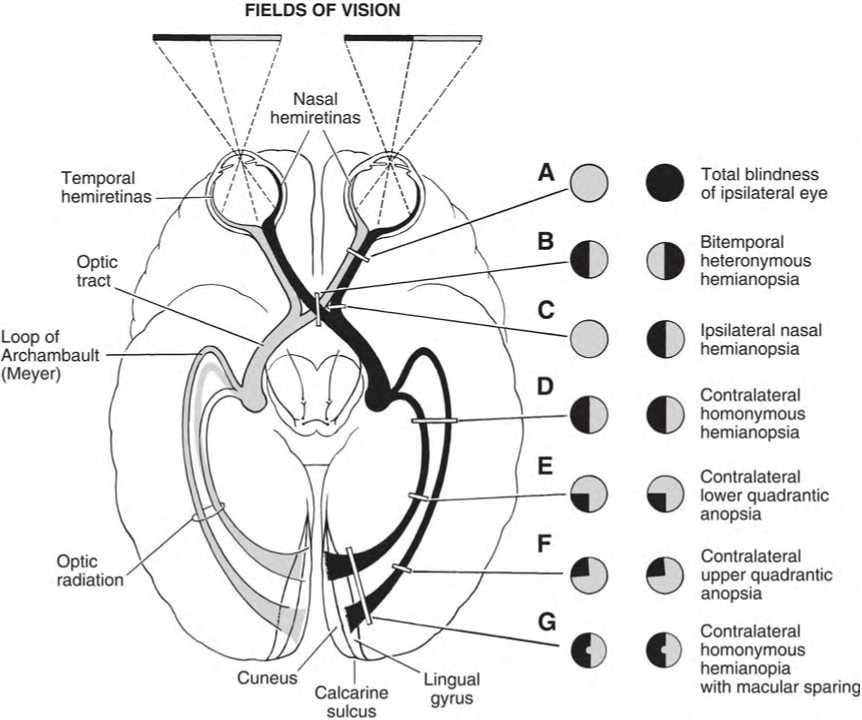 FIELDS OF VISION
Nasal
hemiretinas
Temporal
hemiretinas
Optic
tract
Loop of
Archambault
(Meyer)
Optic
radiation
Cuneus
Calcarine
sulcus
Lingual
gyrus
A
Total blindness
of ipsilateral eye
B
Bitemporal
heteronymous
hemianopsia
C
Ipsilateral nasal
hemianopsia
D
Contralateral
homonymous
hemianopsia
E
Contralateral
lower quadrantic
anopsia
F
Contralateral
upper quadrantic
anopsia
G
Contralateral
homonymous
hemianopia
with macular sparing